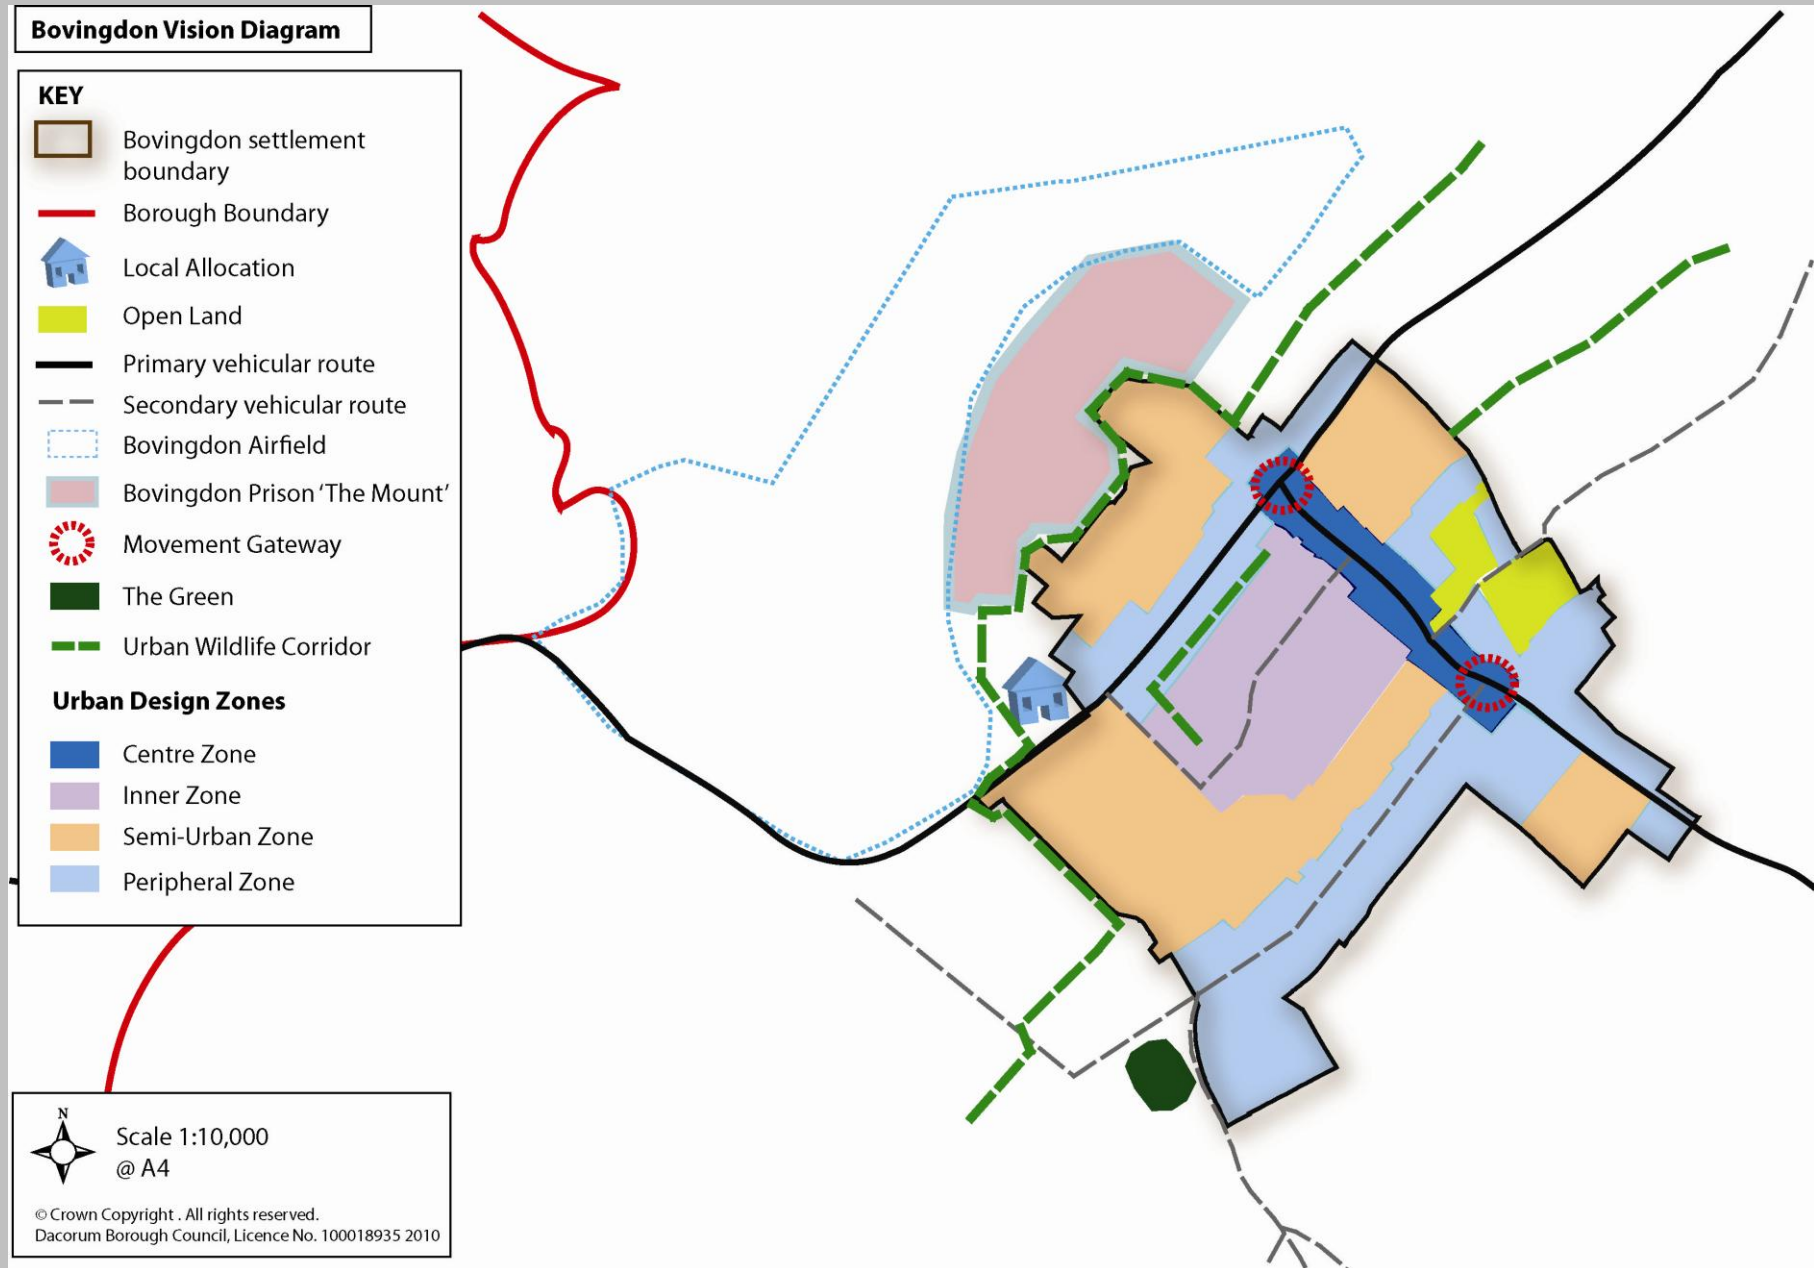 Bovingdon Vision Diagram
KEY
Bovingdon settlement
boundary
Borough Boundary
Local Allocation
Open Land
Primary vehicular route
Secondary vehicular route
Bovingdon Airfield
Bovingdon Prison 'The Mount'
Movement Gateway
The Green
Urban Wildlife Corridor
Urban Design Zones
Centre Zone
Inner Zone
Semi-Urban Zone
Peripheral Zone
N
Scale 1:10,000
@ A4
© Crown Copyright . All rights reserved.
Dacorum Borough Council, Licence No. 100018935 2010